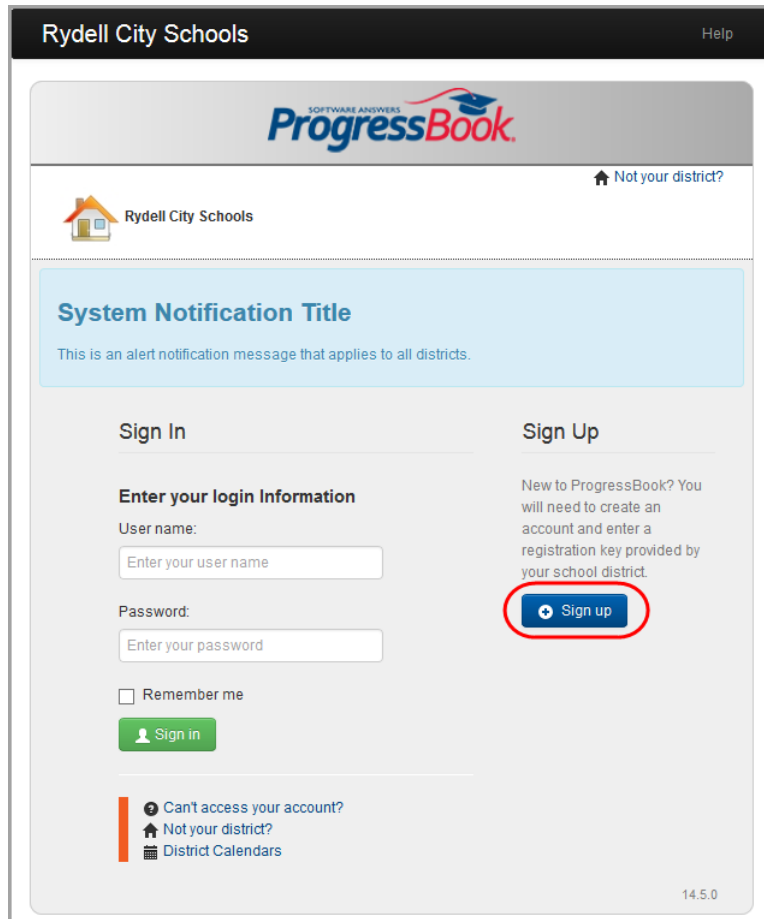 Rydell City Schools
Help
SOFTWARE ANSWERS
ProgressBook.
Not your district?
Rydell City Schools
System Notification Title
This is an alert notification message that applies to all districts.
Sign In
Enter your login Information
User name:
Enter your user name
Password:
Enter your password
Remember me
Sign in
Can't access your account?
Not your district?
District Calendars
Sign Up
New to ProgressBook? You
will need to create an
account and enter a
registration key provided by
your school district.
Sign up
14.5.0